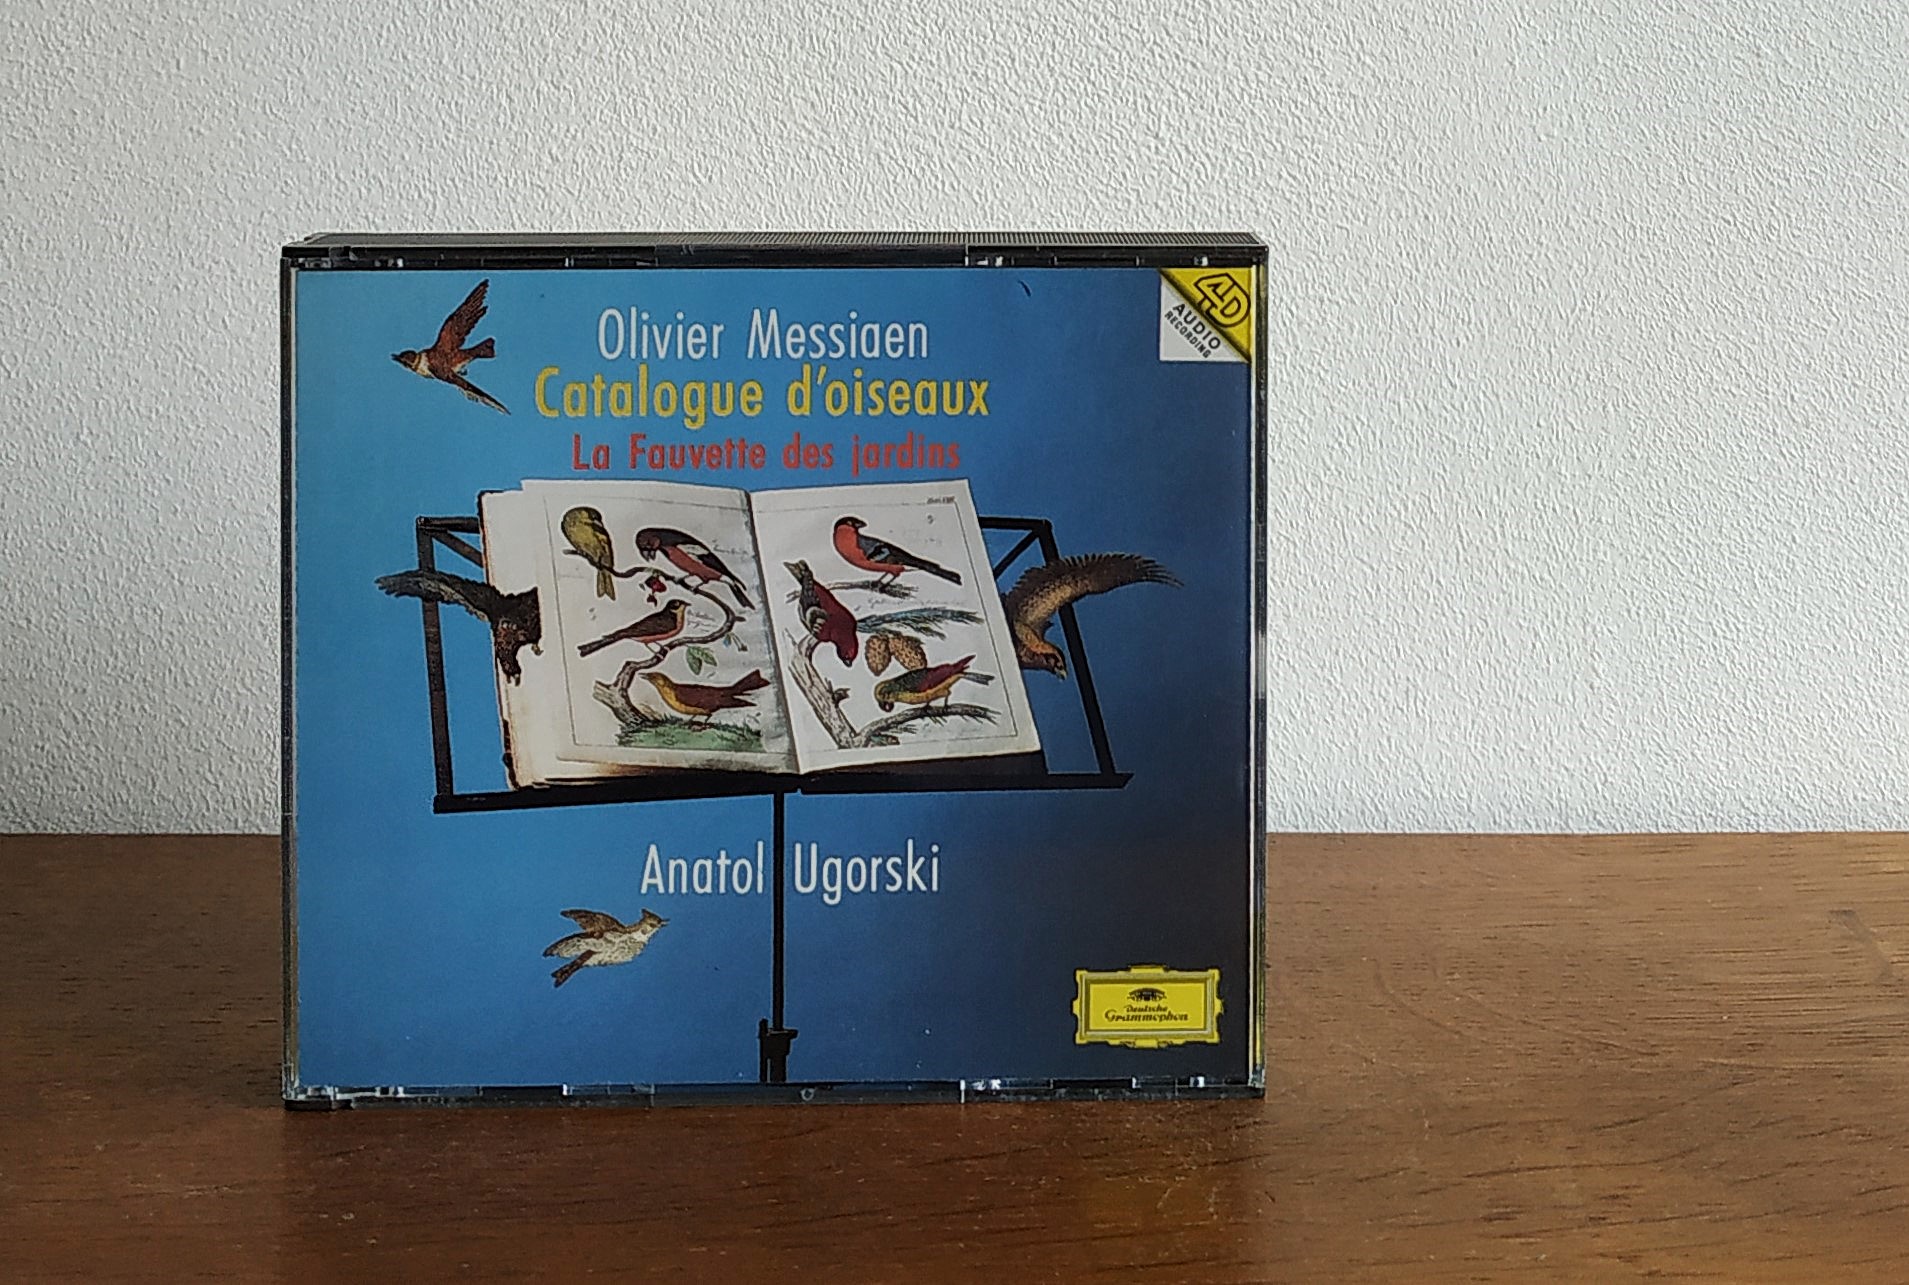 Olivier Messiaen
Catalogue d'oiseaux
La Fauvette des jardins
4D
AUDIO
RECORDING
Anatol Ugorski
Deutsche
Grammophon